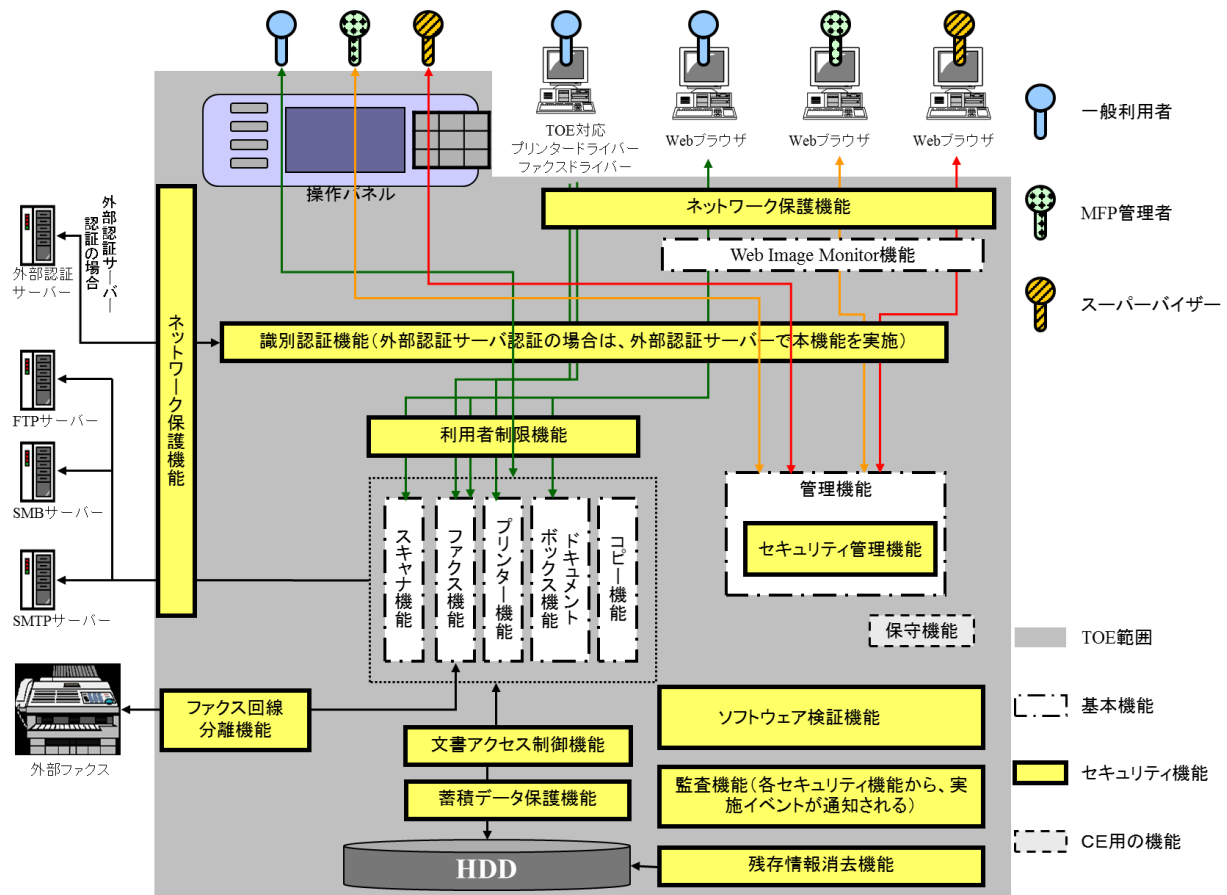 TOE対応
プリンタードライバー
ファクスドライバー
Webブラウザ
Webブラウザ
Webブラウザ
一般利用者
MFP管理者
スーパーバイザー
操作パネル
ネットワーク保護機能
Web Image Monitor機能
外部認証サーバー
認証の場合
外部認証
サーバー
ネットワーク保護機能
識別認証機能(外部認証サーバ認証の場合は、外部認証サーバーで本機能を実施)
FTPサーバー
SMBサーバー
SMTPサーバー
利用者制限機能
スキャナ機能
ファクス機能
プリンター機能
ドキュメント
ボックス機能
コピー機能
管理機能
セキュリティ管理機能
保守機能
TOE範囲
基本機能
セキュリティ機能
CE用の機能
外部ファクス
ファクス回線
分離機能
文書アクセス制御機能
蓄積データ保護機能
HDD
ソフトウェア検証機能
監査機能(各セキュリティ機能から、実
施イベントが通知される)
残存情報消去機能